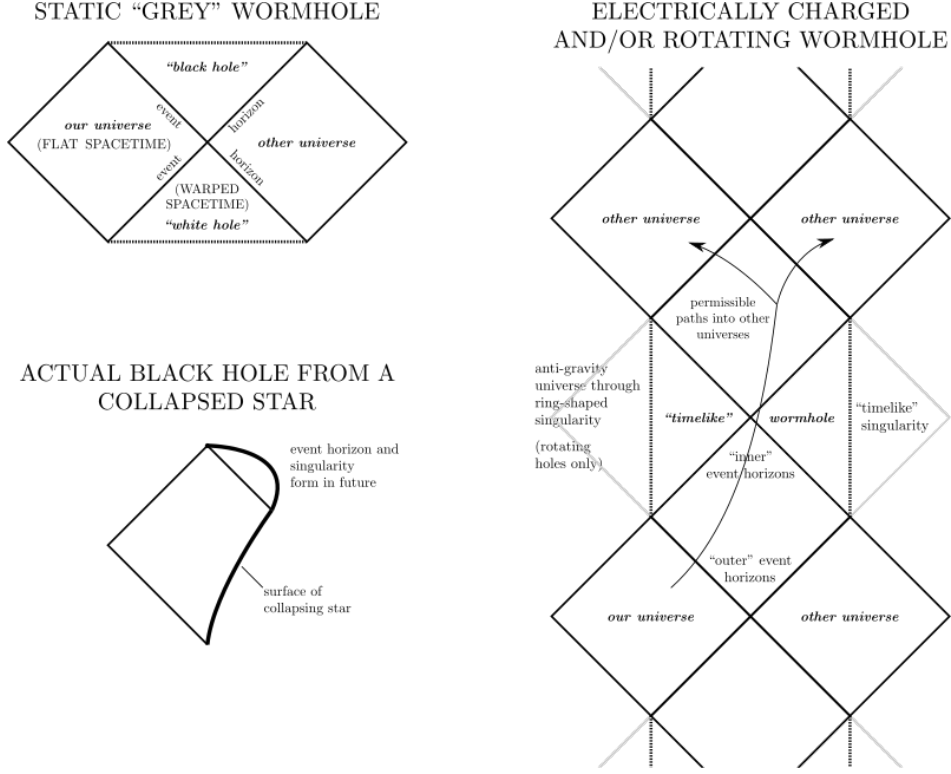 STATIC “GREY” WORMHOLE
“black hole”
event
horizon
our universe
(FLAT SPACETIME)
other universe
event
horizon
(WARPED
SPACETIME)
“white hole”
ACTUAL BLACK HOLE FROM A
COLLAPSED STAR
event horizon and
singularity
form in future
surface of
collapsing star
ELECTRICALLY CHARGED
AND/OR ROTATING WORMHOLE
other universe
other universe
permissible
paths into other
universes
anti-gravity
universe through
ring-shaped
singularity
(rotating
holes only)
“timelike”
wormhole
“timelike”
singularity
“inner”
event horizons
“outer” event
horizons
our universe
other universe